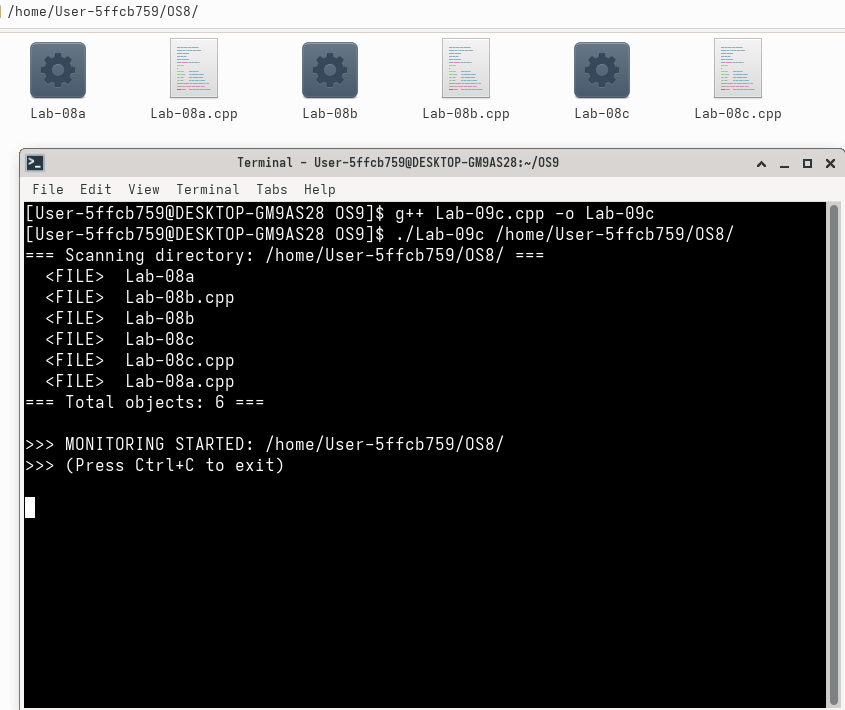 /home/User-5ffcb759/OS8/
Lab-08a Lab-08a.cpp Lab-08b Lab-08b.cpp Lab-08c Lab-08c.cpp
Terminal - User-5ffcb759@DESKTOP-GM9AS28:~/OS9
File Edit View Terminal Tabs Help
[User-5ffcb759@DESKTOP-GM9AS28 OS9]$ g++ Lab-09c.cpp -o Lab-09c
[User-5ffcb759@DESKTOP-GM9AS28 OS9]$ ./Lab-09c /home/User-5ffcb759/OS8/
=== Scanning directory: /home/User-5ffcb759/OS8/ ===
  <FILE>  Lab-08a
  <FILE>  Lab-08b.cpp
  <FILE>  Lab-08b
  <FILE>  Lab-08c
  <FILE>  Lab-08c.cpp
  <FILE>  Lab-08a.cpp
=== Total objects: 6 ===
>>> MONITORING STARTED: /home/User-5ffcb759/OS8/
>>> (Press Ctrl+C to exit)